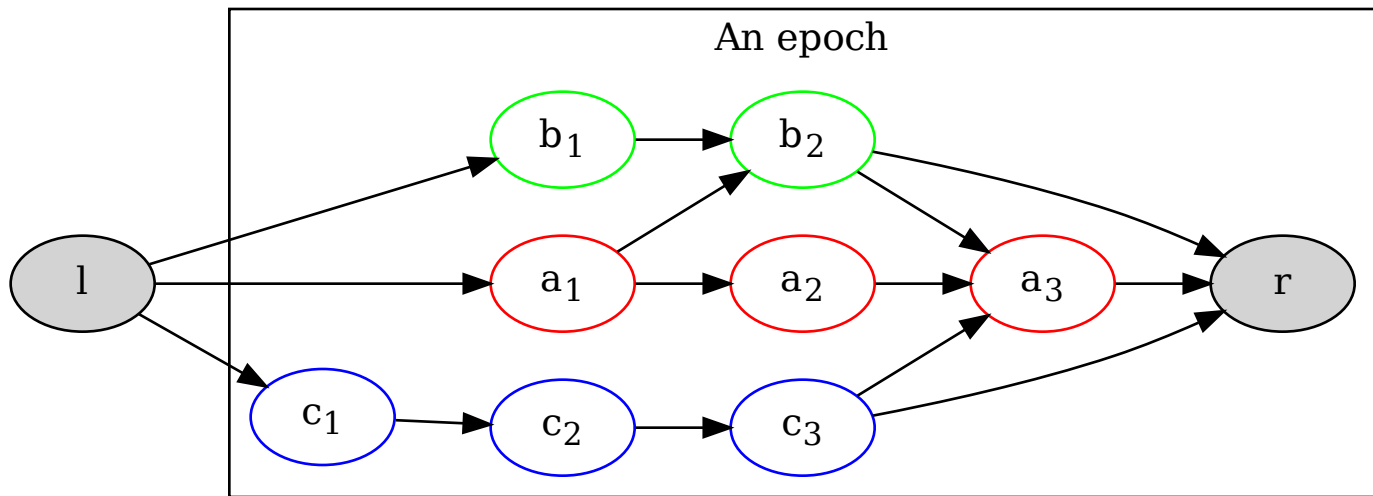 An epoch
b₁
b₂
l
a₁
a₂
a₃
r
c₁
c₂
c₃